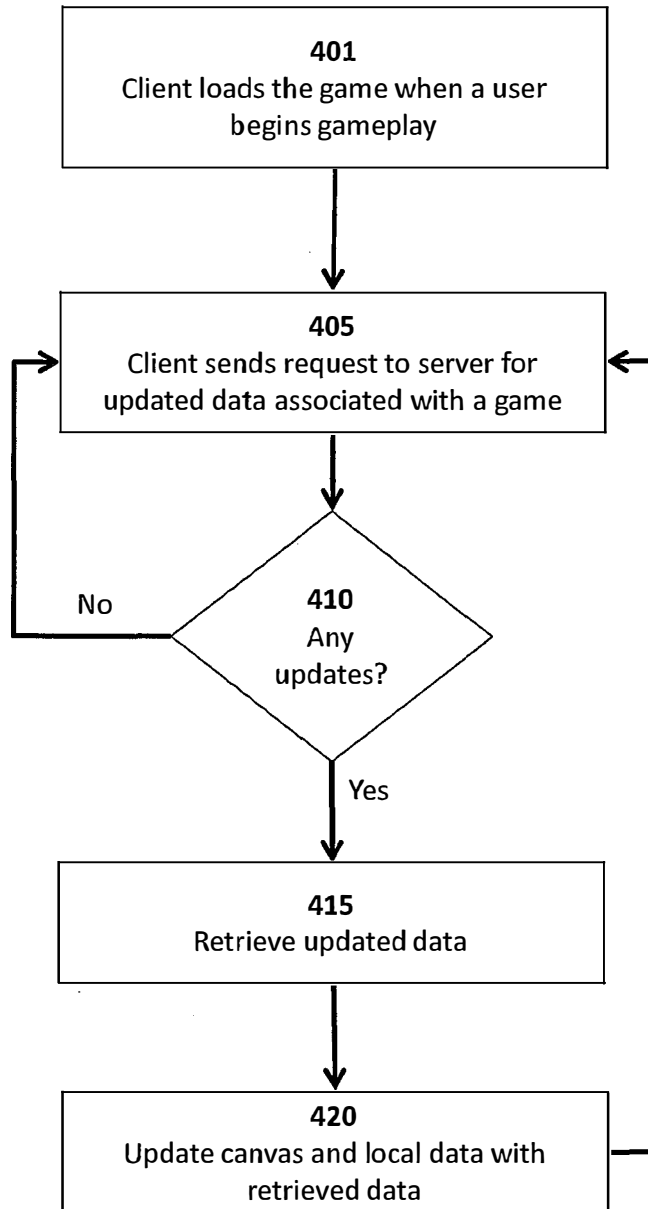 401
Client loads the game when a user
begins gameplay
405
Client sends request to server for
updated data associated with a game
No
410
Any
updates?
Yes
415
Retrieve updated data
420
Update canvas and local data with
retrieved data